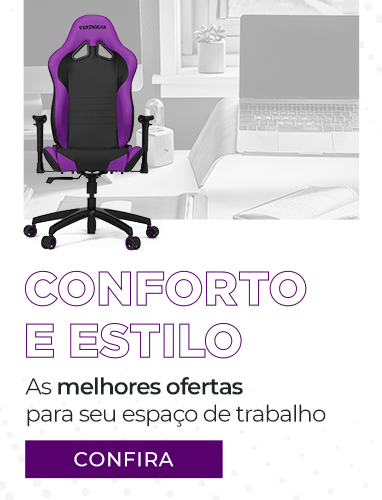 VERTAGEAR
CONFORTO
E ESTILO
As melhores ofertas
para seu espaço de trabalho
CONFIRA